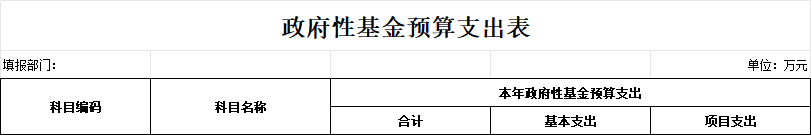 政府性基金预算支出表
填报部门： 单位：万元
科目编码 科目名称 本年政府性基金预算支出
合计 基本支出 项目支出